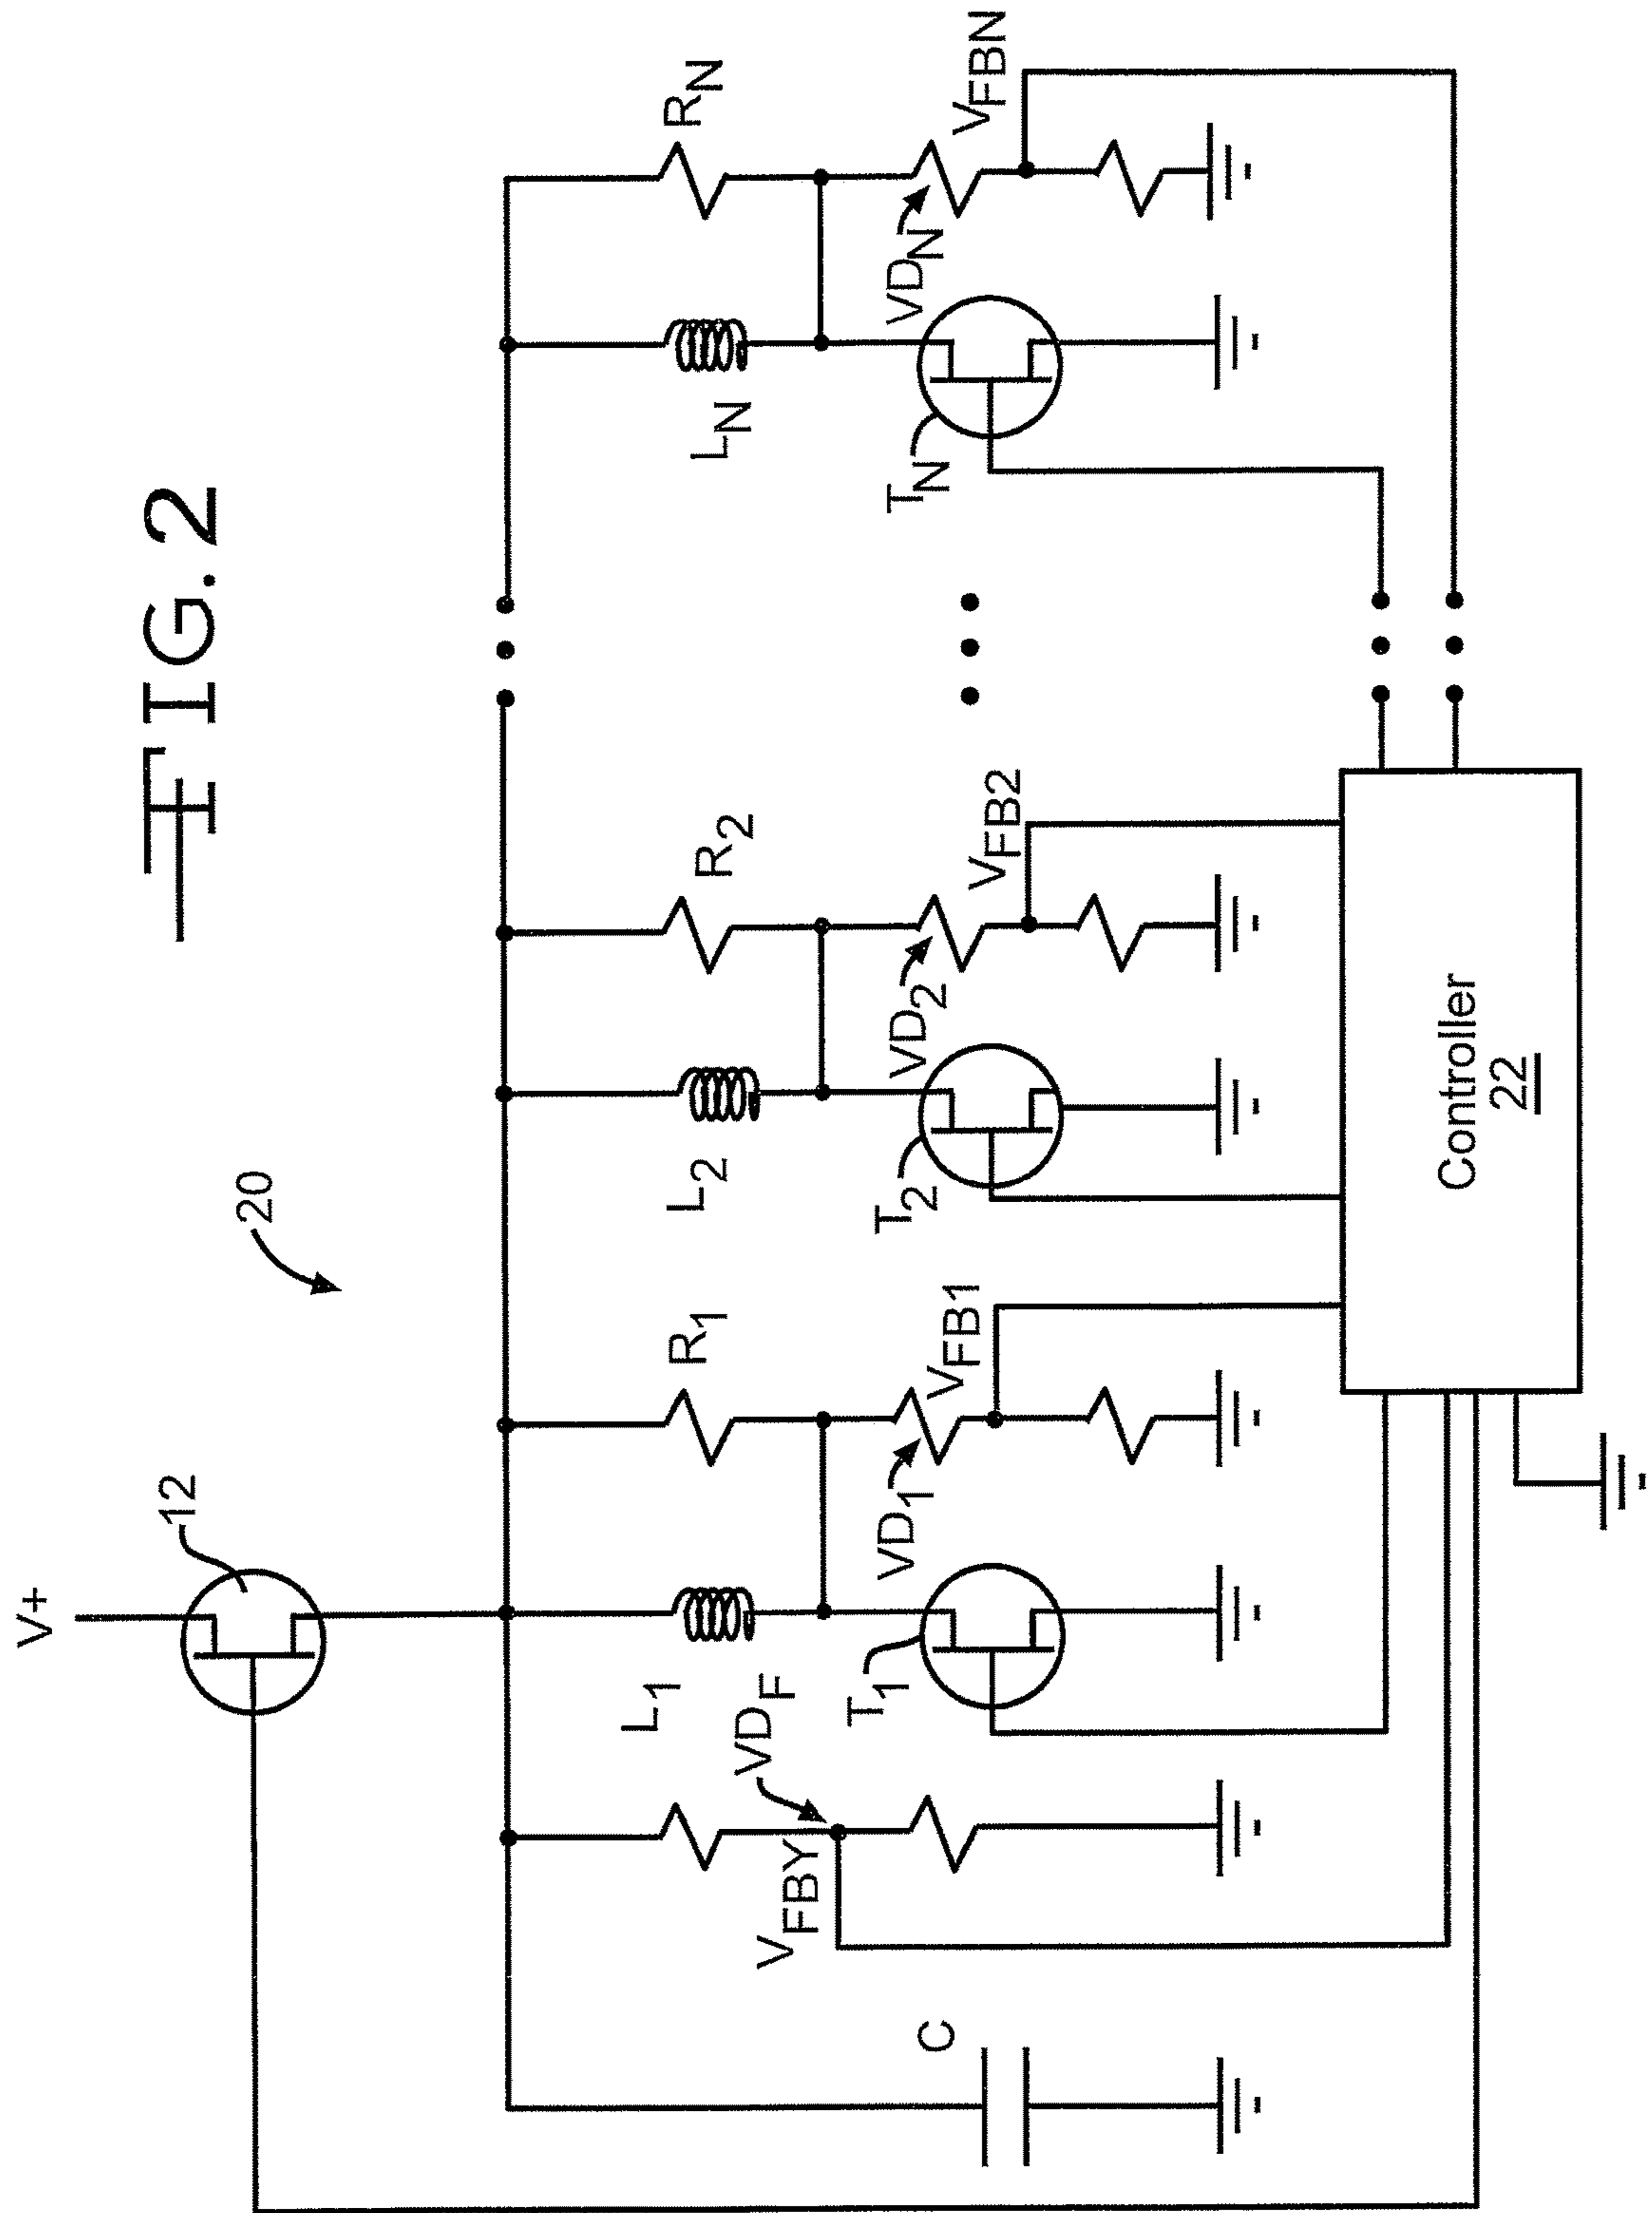 FIG. 2
20
V+
12
L1
R1
L2
R2
LN
RN
VDF
VFBY
T1
VD1
VFB1
T2
VD2
VFB2
TN
VDN
VFBN
C
Controller
22